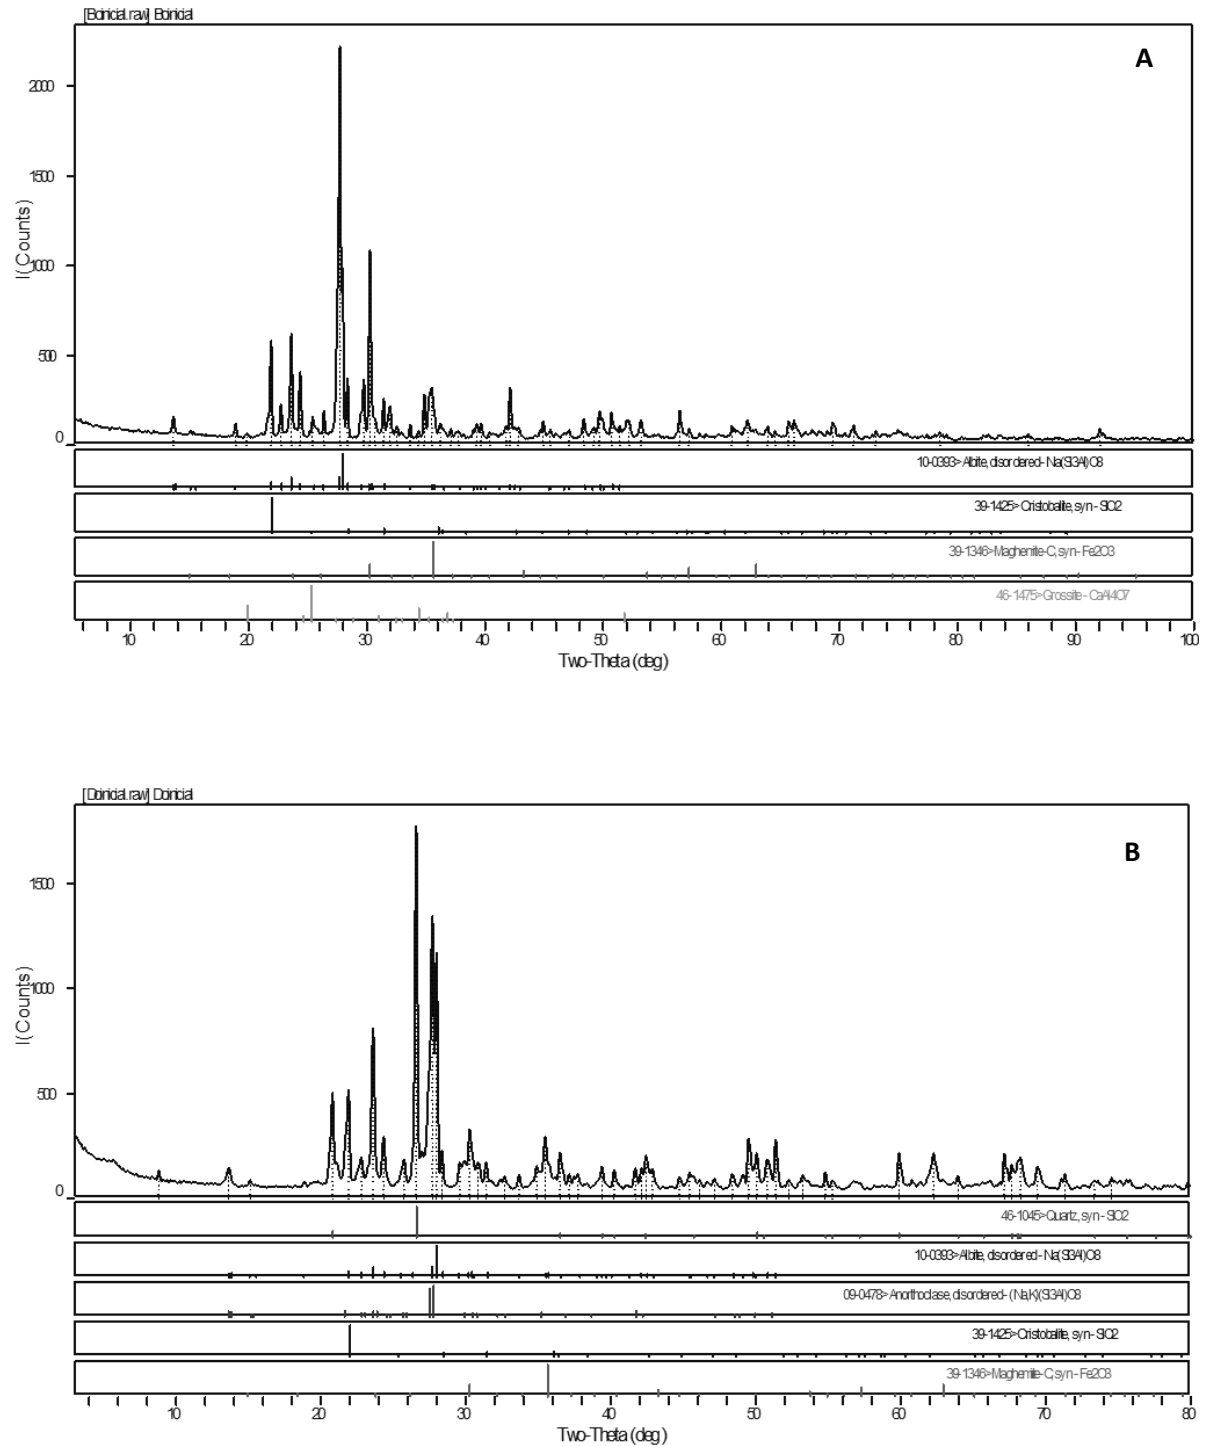 [Boinicial.raw] Boinicial
A
I(Counts)
2000
1500
1000
500
0
10-0393> Albite, disordered - Na(Si3Al)O8
39-1425> Cristobalite, syn - SiO2
39-1346> Maghemite-C, syn - Fe2O3
46-1475> Grossite - CaAl4O7
10 20 30 40 50 60 70 80 90 100
Two-Theta (deg)
[Doinicial.raw] Doinicial
B
I(Counts)
1500
1000
500
0
46-1045> Quartz, syn - SiO2
10-0393> Albite, disordered - Na(Si3Al)O8
09-0478> Anorthoclase, disordered - (Na,K)(Si3Al)O8
39-1425> Cristobalite, syn - SiO2
39-1346> Maghemite-C, syn - Fe2O3
10 20 30 40 50 60 70 80
Two-Theta (deg)